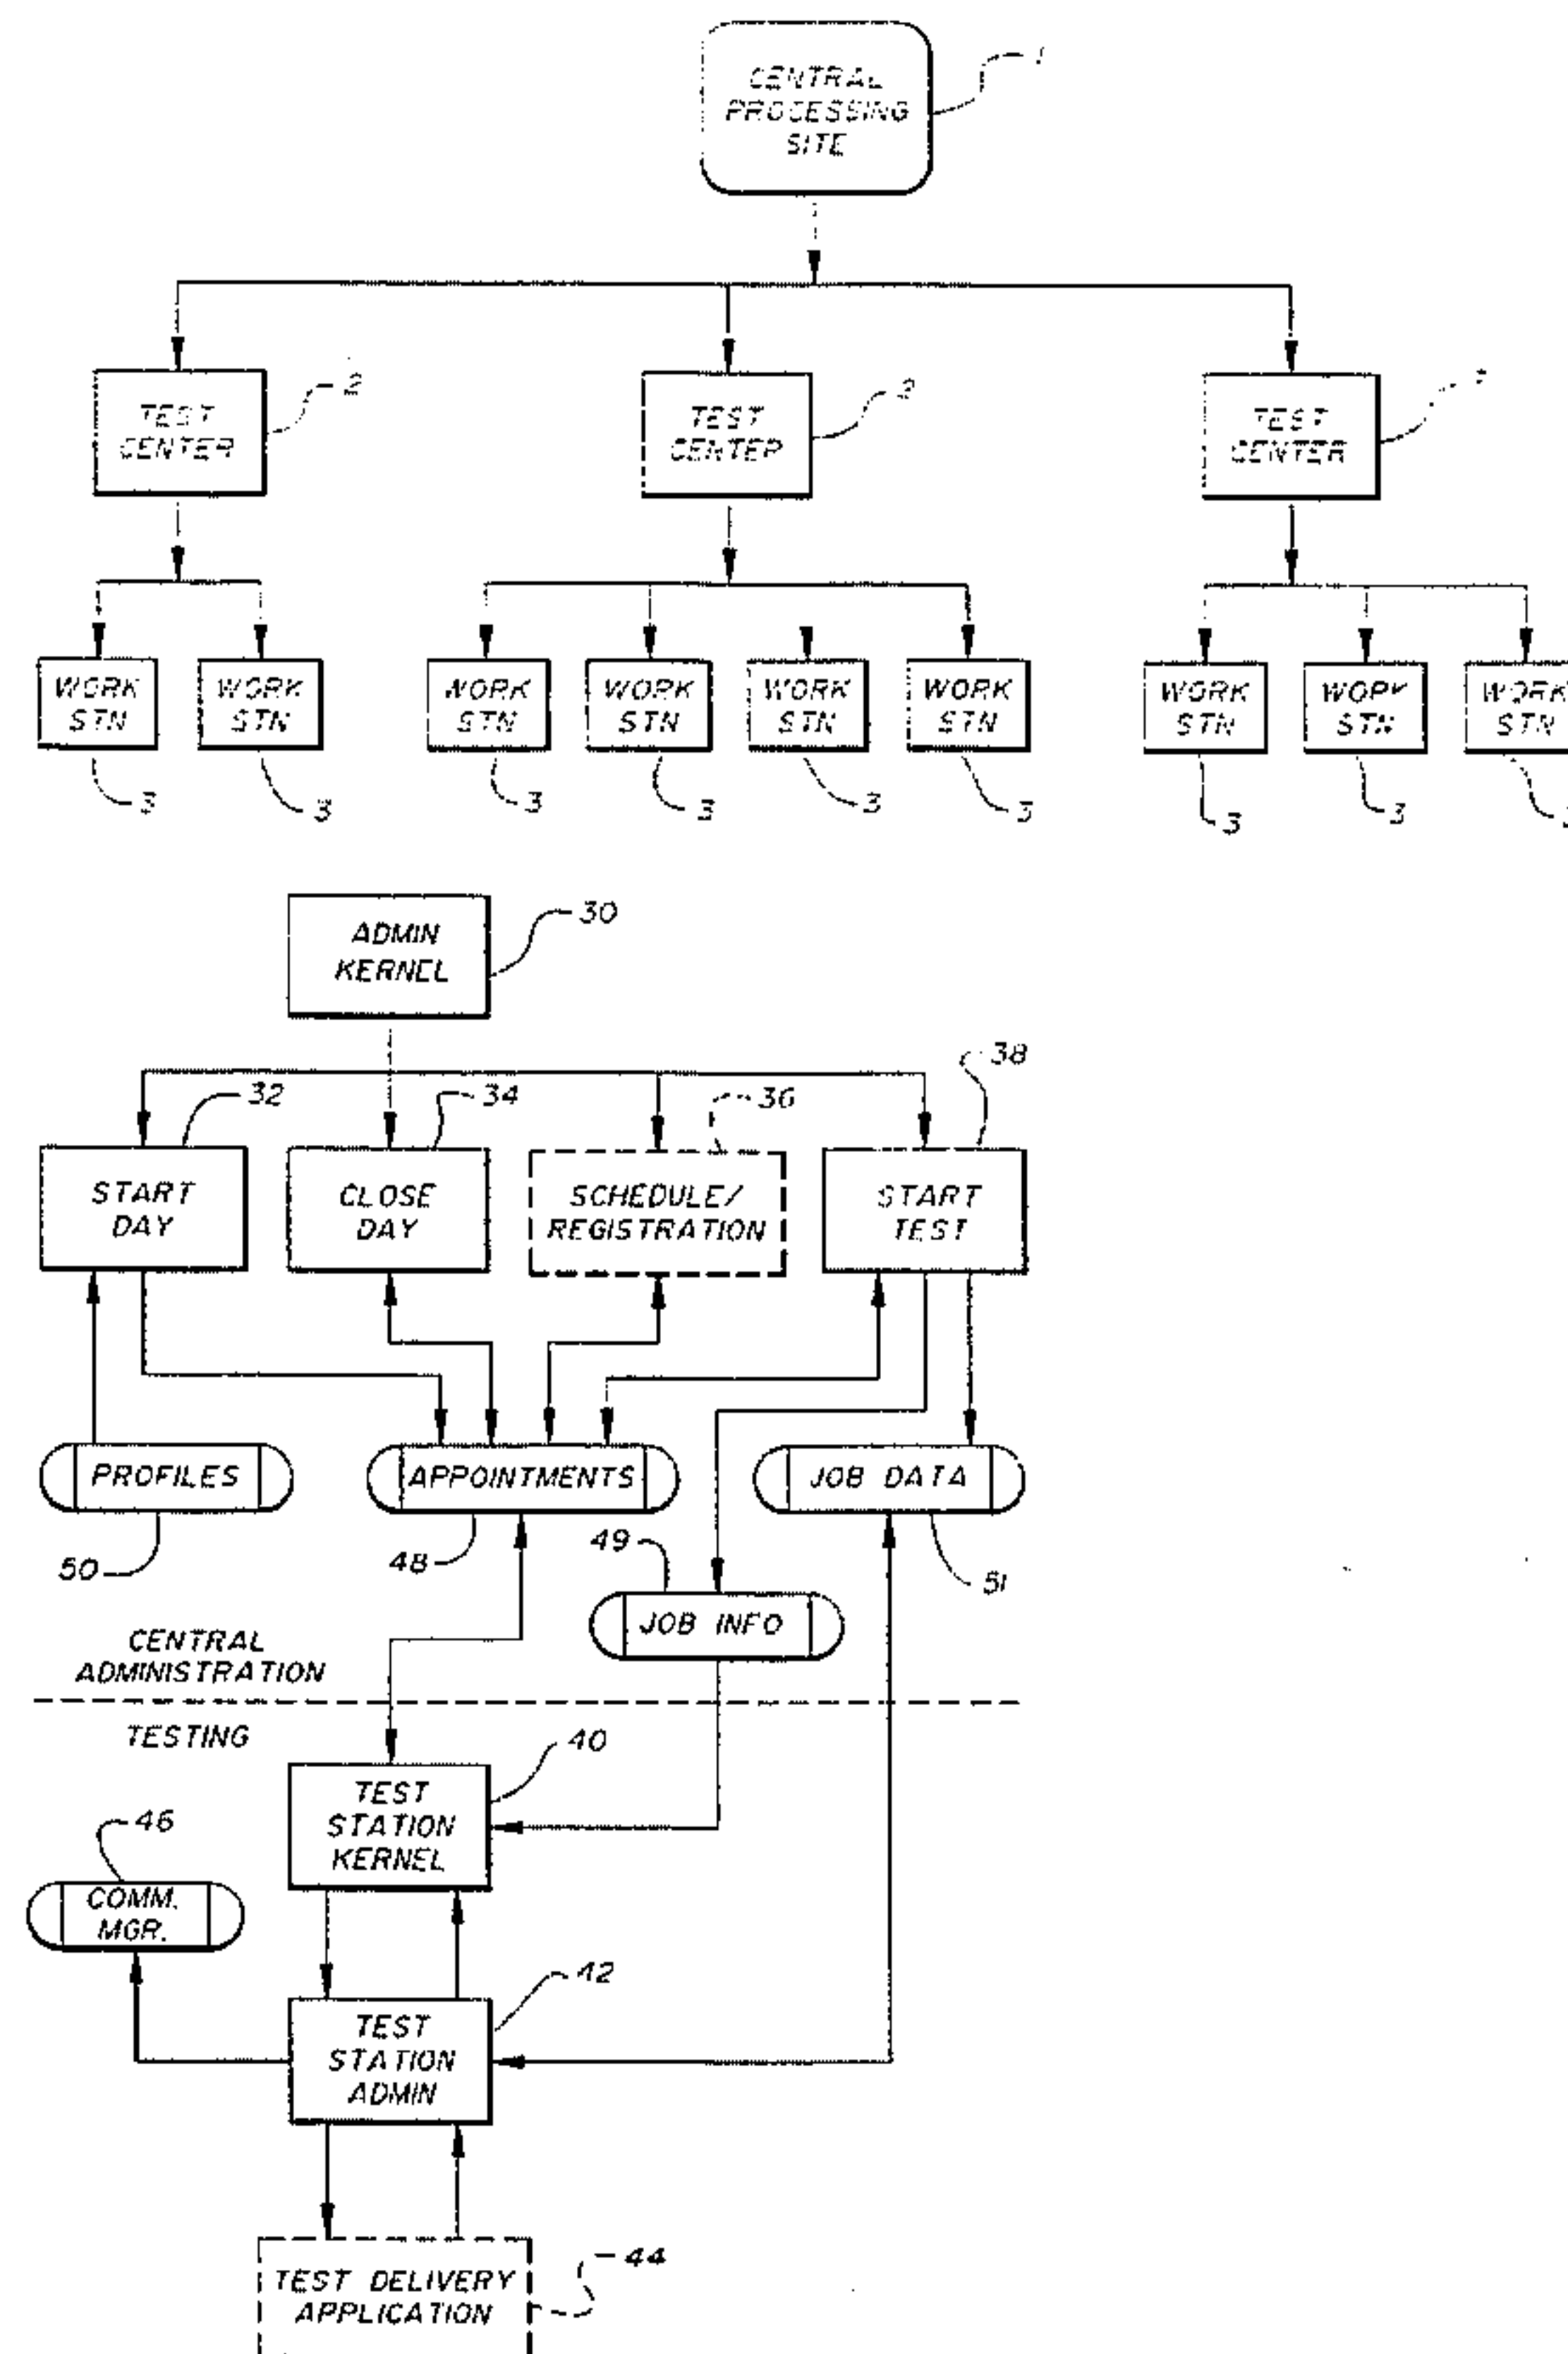 CENTRAL
PROCESSING
SITE
1
TEST
CENTER
2
TEST
CENTER
2
TEST
CENTER
WORK
STN
WORK
STN
WORK
STN
WORK
STN
WORK
STN
WORK
STN
WORK
STN
WORK
STN
WORK
STN
3
3
3
3
3
3
3
3
ADMIN
KERNEL
30
32
34
36
38
START
DAY
CLOSE
DAY
SCHEDULE/
REGISTRATION
START
TEST
PROFILES
APPOINTMENTS
JOB DATA
50
48
49
51
JOB INFO
CENTRAL
ADMINISTRATION
TESTING
40
TEST
STATION
KERNEL
46
COMM.
MGR.
42
TEST
STATION
ADMIN
44
TEST DELIVERY
APPLICATION